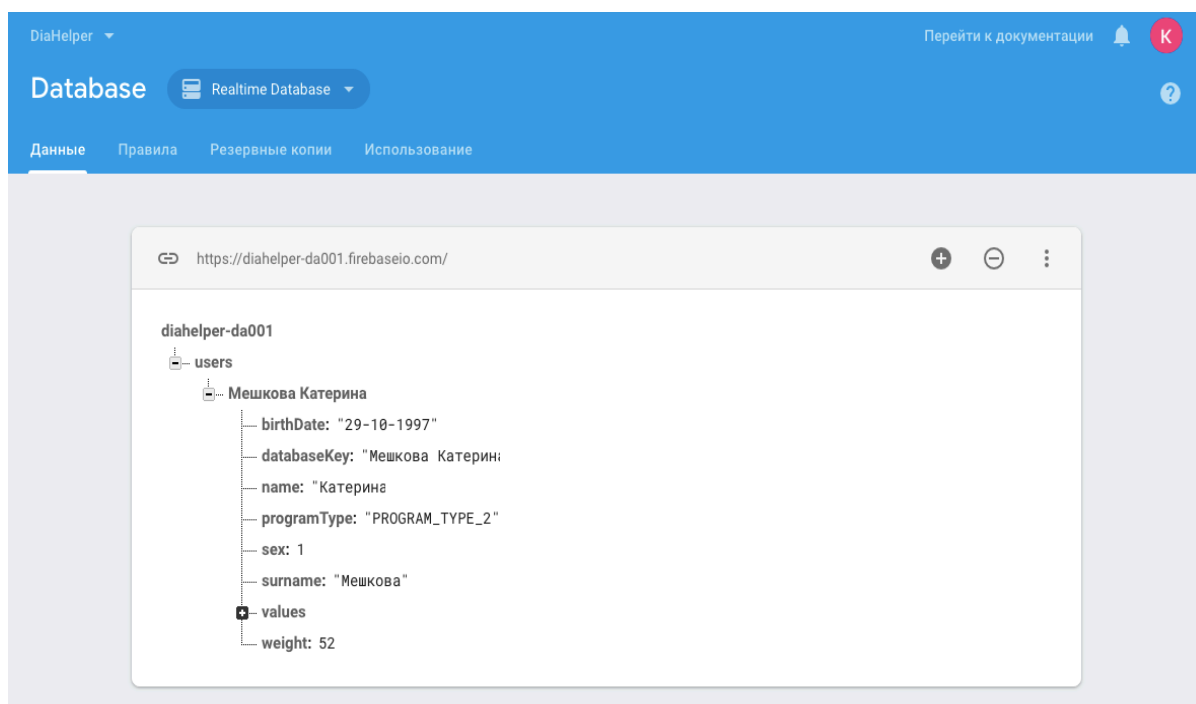 DiaHelper Перейти к документации K
Database Realtime Database
Данные Правила Резервные копии Использование
https://diahelper-da001.firebaseio.com/
diahelper-da001
users
Мешкова Катерина
birthDate: "29-10-1997"
databaseKey: "Мешкова Катерина
name: "Катерина
programType: "PROGRAM_TYPE_2"
sex: 1
surname: "Мешкова"
values
weight: 52